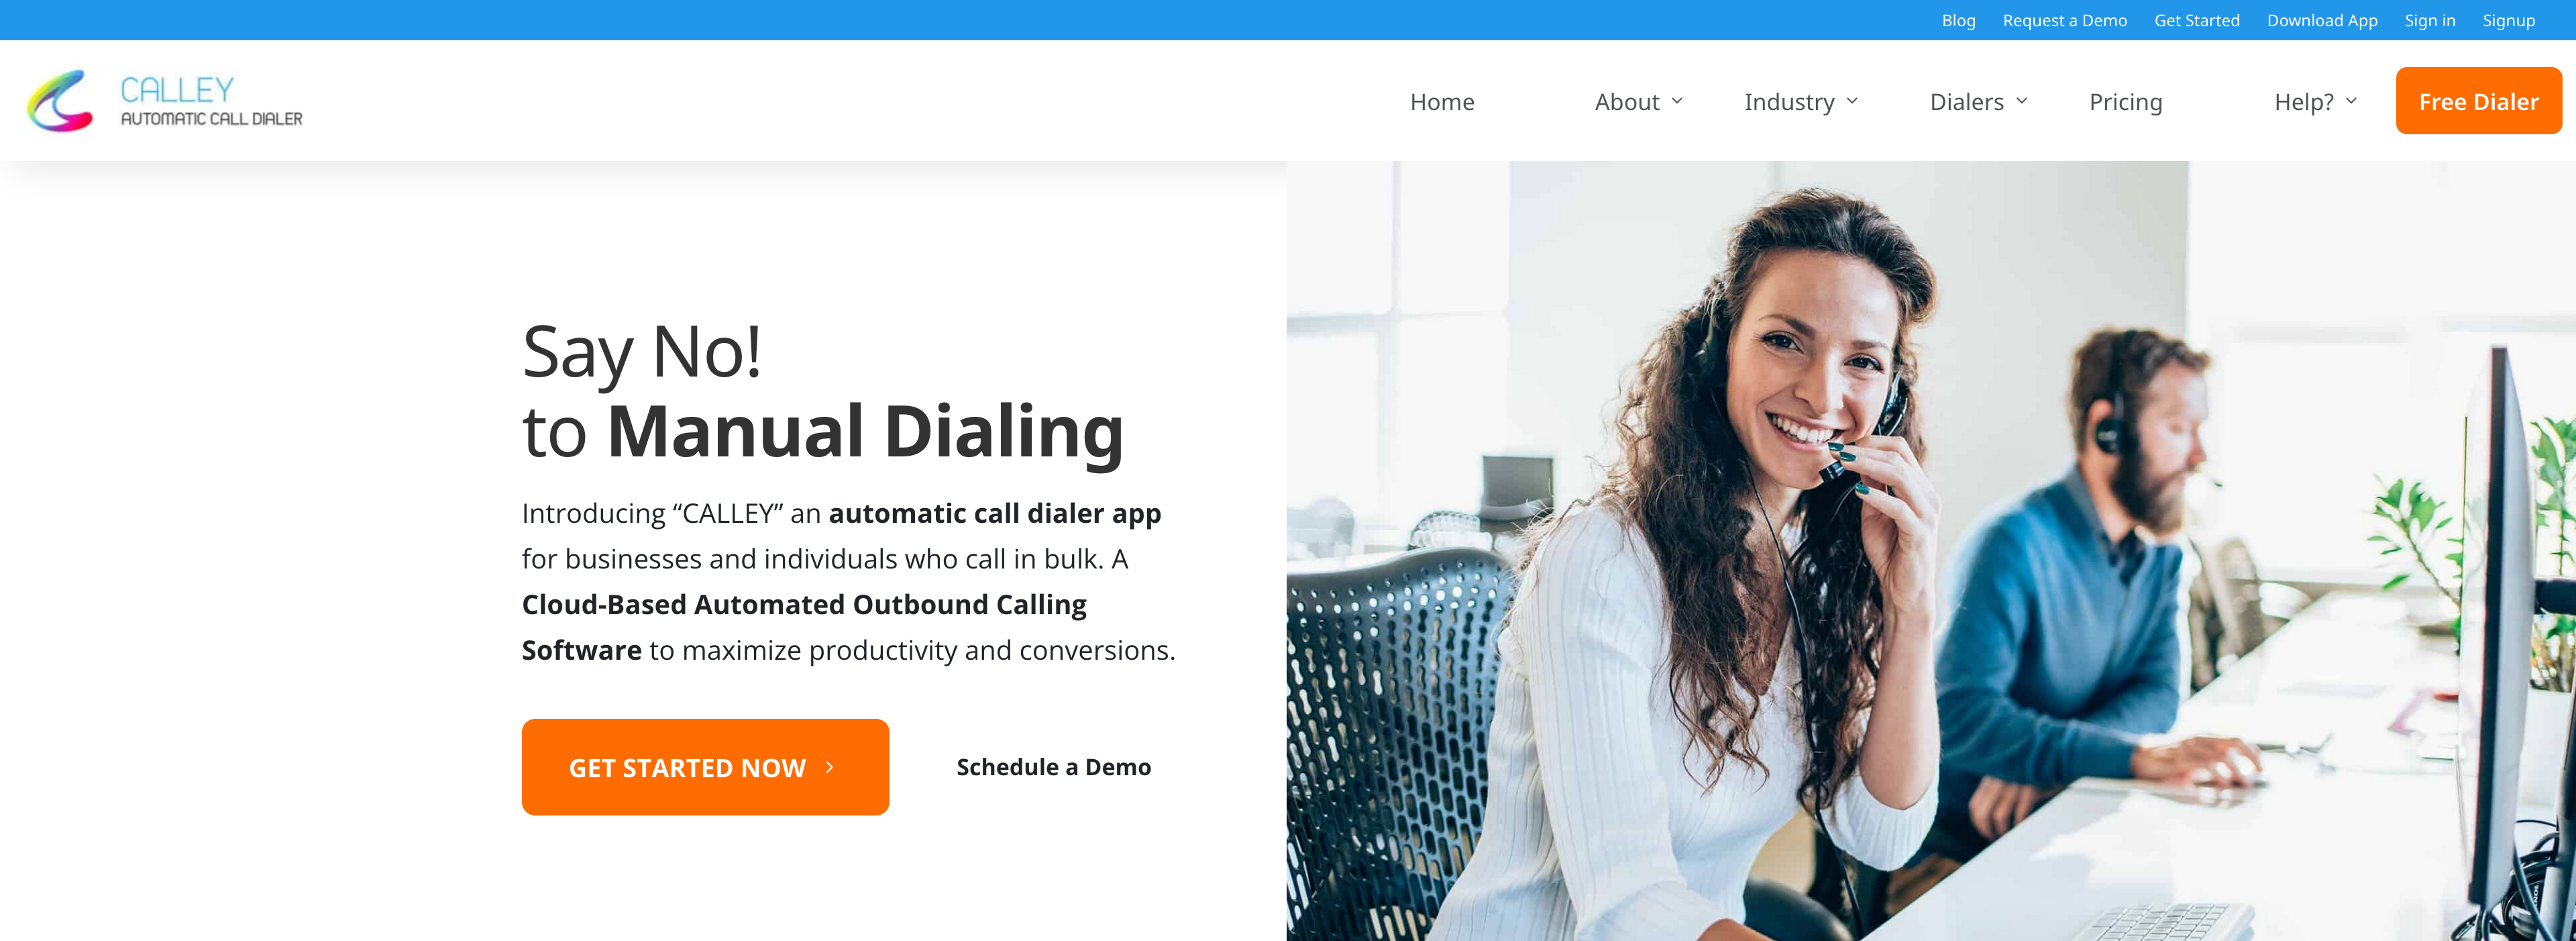 Blog Request a Demo Get Started Download App Sign in Signup
CALLEY
AUTOMATIC CALL DIALER
Home About Industry Dialers Pricing Help? Free Dialer
Say No!
to Manual Dialing
Introducing “CALLEY” an automatic call dialer app
for businesses and individuals who call in bulk. A
Cloud-Based Automated Outbound Calling
Software to maximize productivity and conversions.
GET STARTED NOW
Schedule a Demo